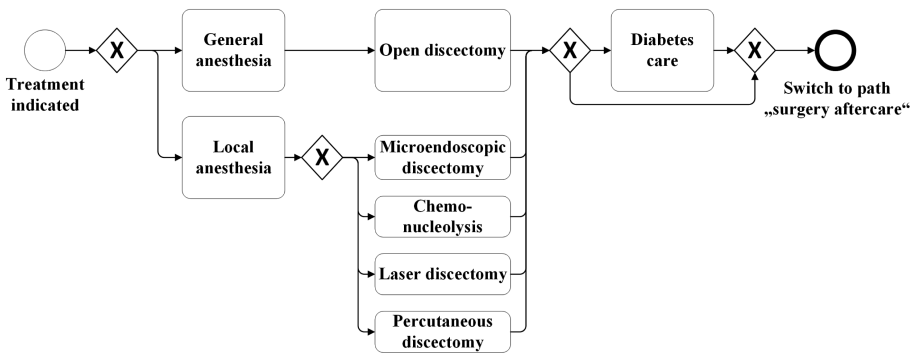 X
General
anesthesia
Open discectomy
X
Diabetes
care
X
Treatment
indicated
Switch to path
„surgery aftercare“
Local
anesthesia
X
Microendoscopic
discectomy
Chemo-
nucleolysis
Laser discectomy
Percutaneous
discectomy